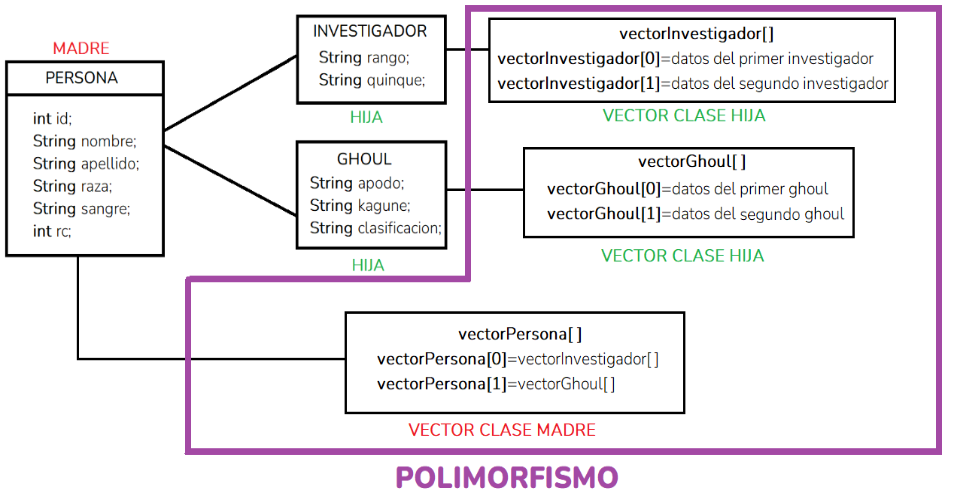 MADRE
PERSONA
int id;
String nombre;
String apellido;
String raza;
String sangre;
int rc;
INVESTIGADOR
String rango;
String quinque;
HIJA
GHOUL
String apodo;
String kagune;
String clasificacion;
HIJA
vectorInvestigador[]
vectorInvestigador[0]=datos del primer investigador
vectorInvestigador[1]=datos del segundo investigador
VECTOR CLASE HIJA
vectorGhoul[]
vectorGhoul[0]=datos del primer ghoul
vectorGhoul[1]=datos del segundo ghoul
VECTOR CLASE HIJA
vectorPersona[]
vectorPersona[0]=vectorInvestigador[]
vectorPersona[1]=vectorGhoul[]
VECTOR CLASE MADRE
POLIMORFISMO